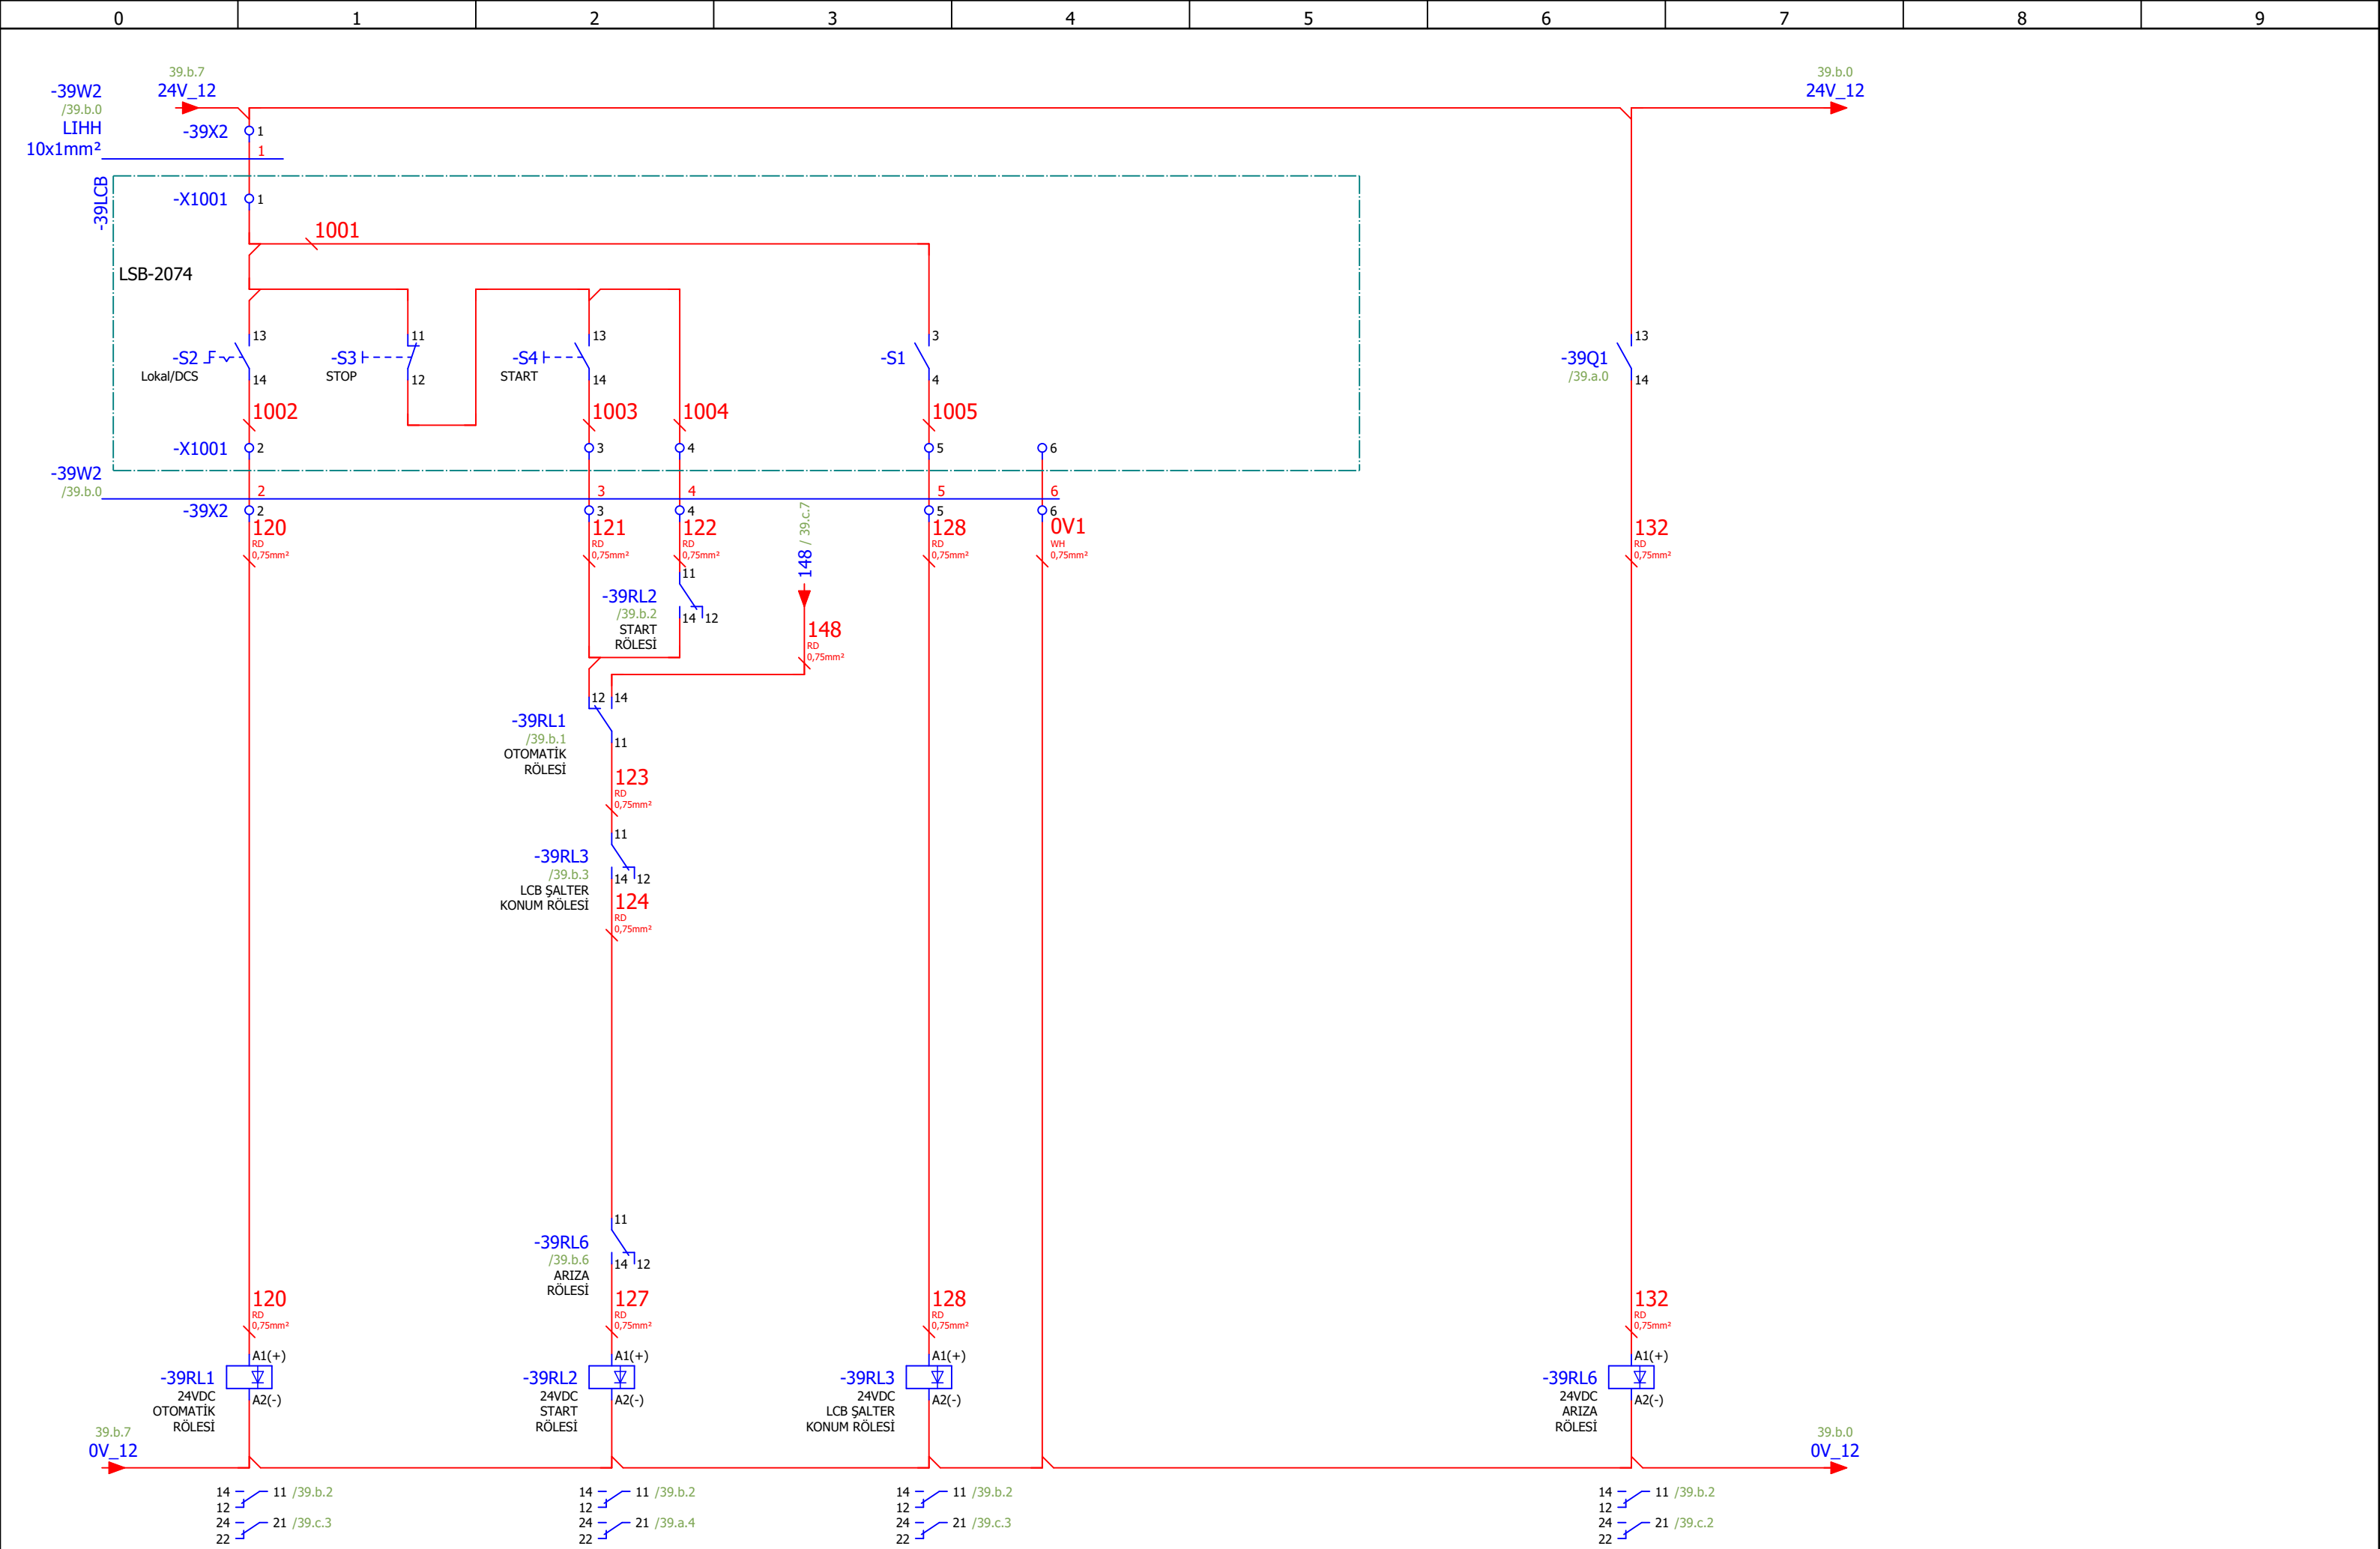 0 1 2 3 4 5 6 7 8 9
39.b.7
24V_12
39.b.0
24V_12
-39W2
/39.b.0
LIHH
10x1mm²
-39X2 1
1
-39LCB
-X1001 1
1001
LSB-2074
13 11 13 3 13
-S2 -S3 -S4 -S1 -39Q1
Lokal/DCS STOP START /39.a.0
14 12 14 4 14
1002 1003 1004 1005
-X1001 2 3 4 5 6
-39W2
/39.b.0
2 3 4 5 6
-39X2 2 3 4 5 6
120 121 122 128 0V1 132
RD RD RD RD WH RD
0,75mm² 0,75mm² 0,75mm² 0,75mm² 0,75mm² 0,75mm²
148 / 39.c.7
11
-39RL2
/39.b.2
14 12
START
RÖLESİ
148
RD
0,75mm²
12 14
-39RL1
/39.b.1
11
OTOMATİK
RÖLESİ
123
RD
0,75mm²
11
-39RL3
/39.b.3
14 12
LCB ŞALTER
KONUM RÖLESİ
124
RD
0,75mm²
11
-39RL6
/39.b.6
14 12
ARIZA
RÖLESİ
120 127 128 132
RD RD RD RD
0,75mm² 0,75mm² 0,75mm² 0,75mm²
A1(+) A1(+) A1(+) A1(+)
-39RL1 -39RL2 -39RL3 -39RL6
24VDC 24VDC 24VDC 24VDC
A2(-) A2(-) A2(-) A2(-)
OTOMATİK START LCB ŞALTER ARIZA
RÖLESİ RÖLESİ KONUM RÖLESİ RÖLESİ
39.b.7
0V_12
39.b.0
0V_12
14 11 /39.b.2 14 11 /39.b.2 14 11 /39.b.2 14 11 /39.b.2
12 12 12 12
24 21 /39.c.3 24 21 /39.a.4 24 21 /39.c.3 24 21 /39.c.2
22 22 22 22